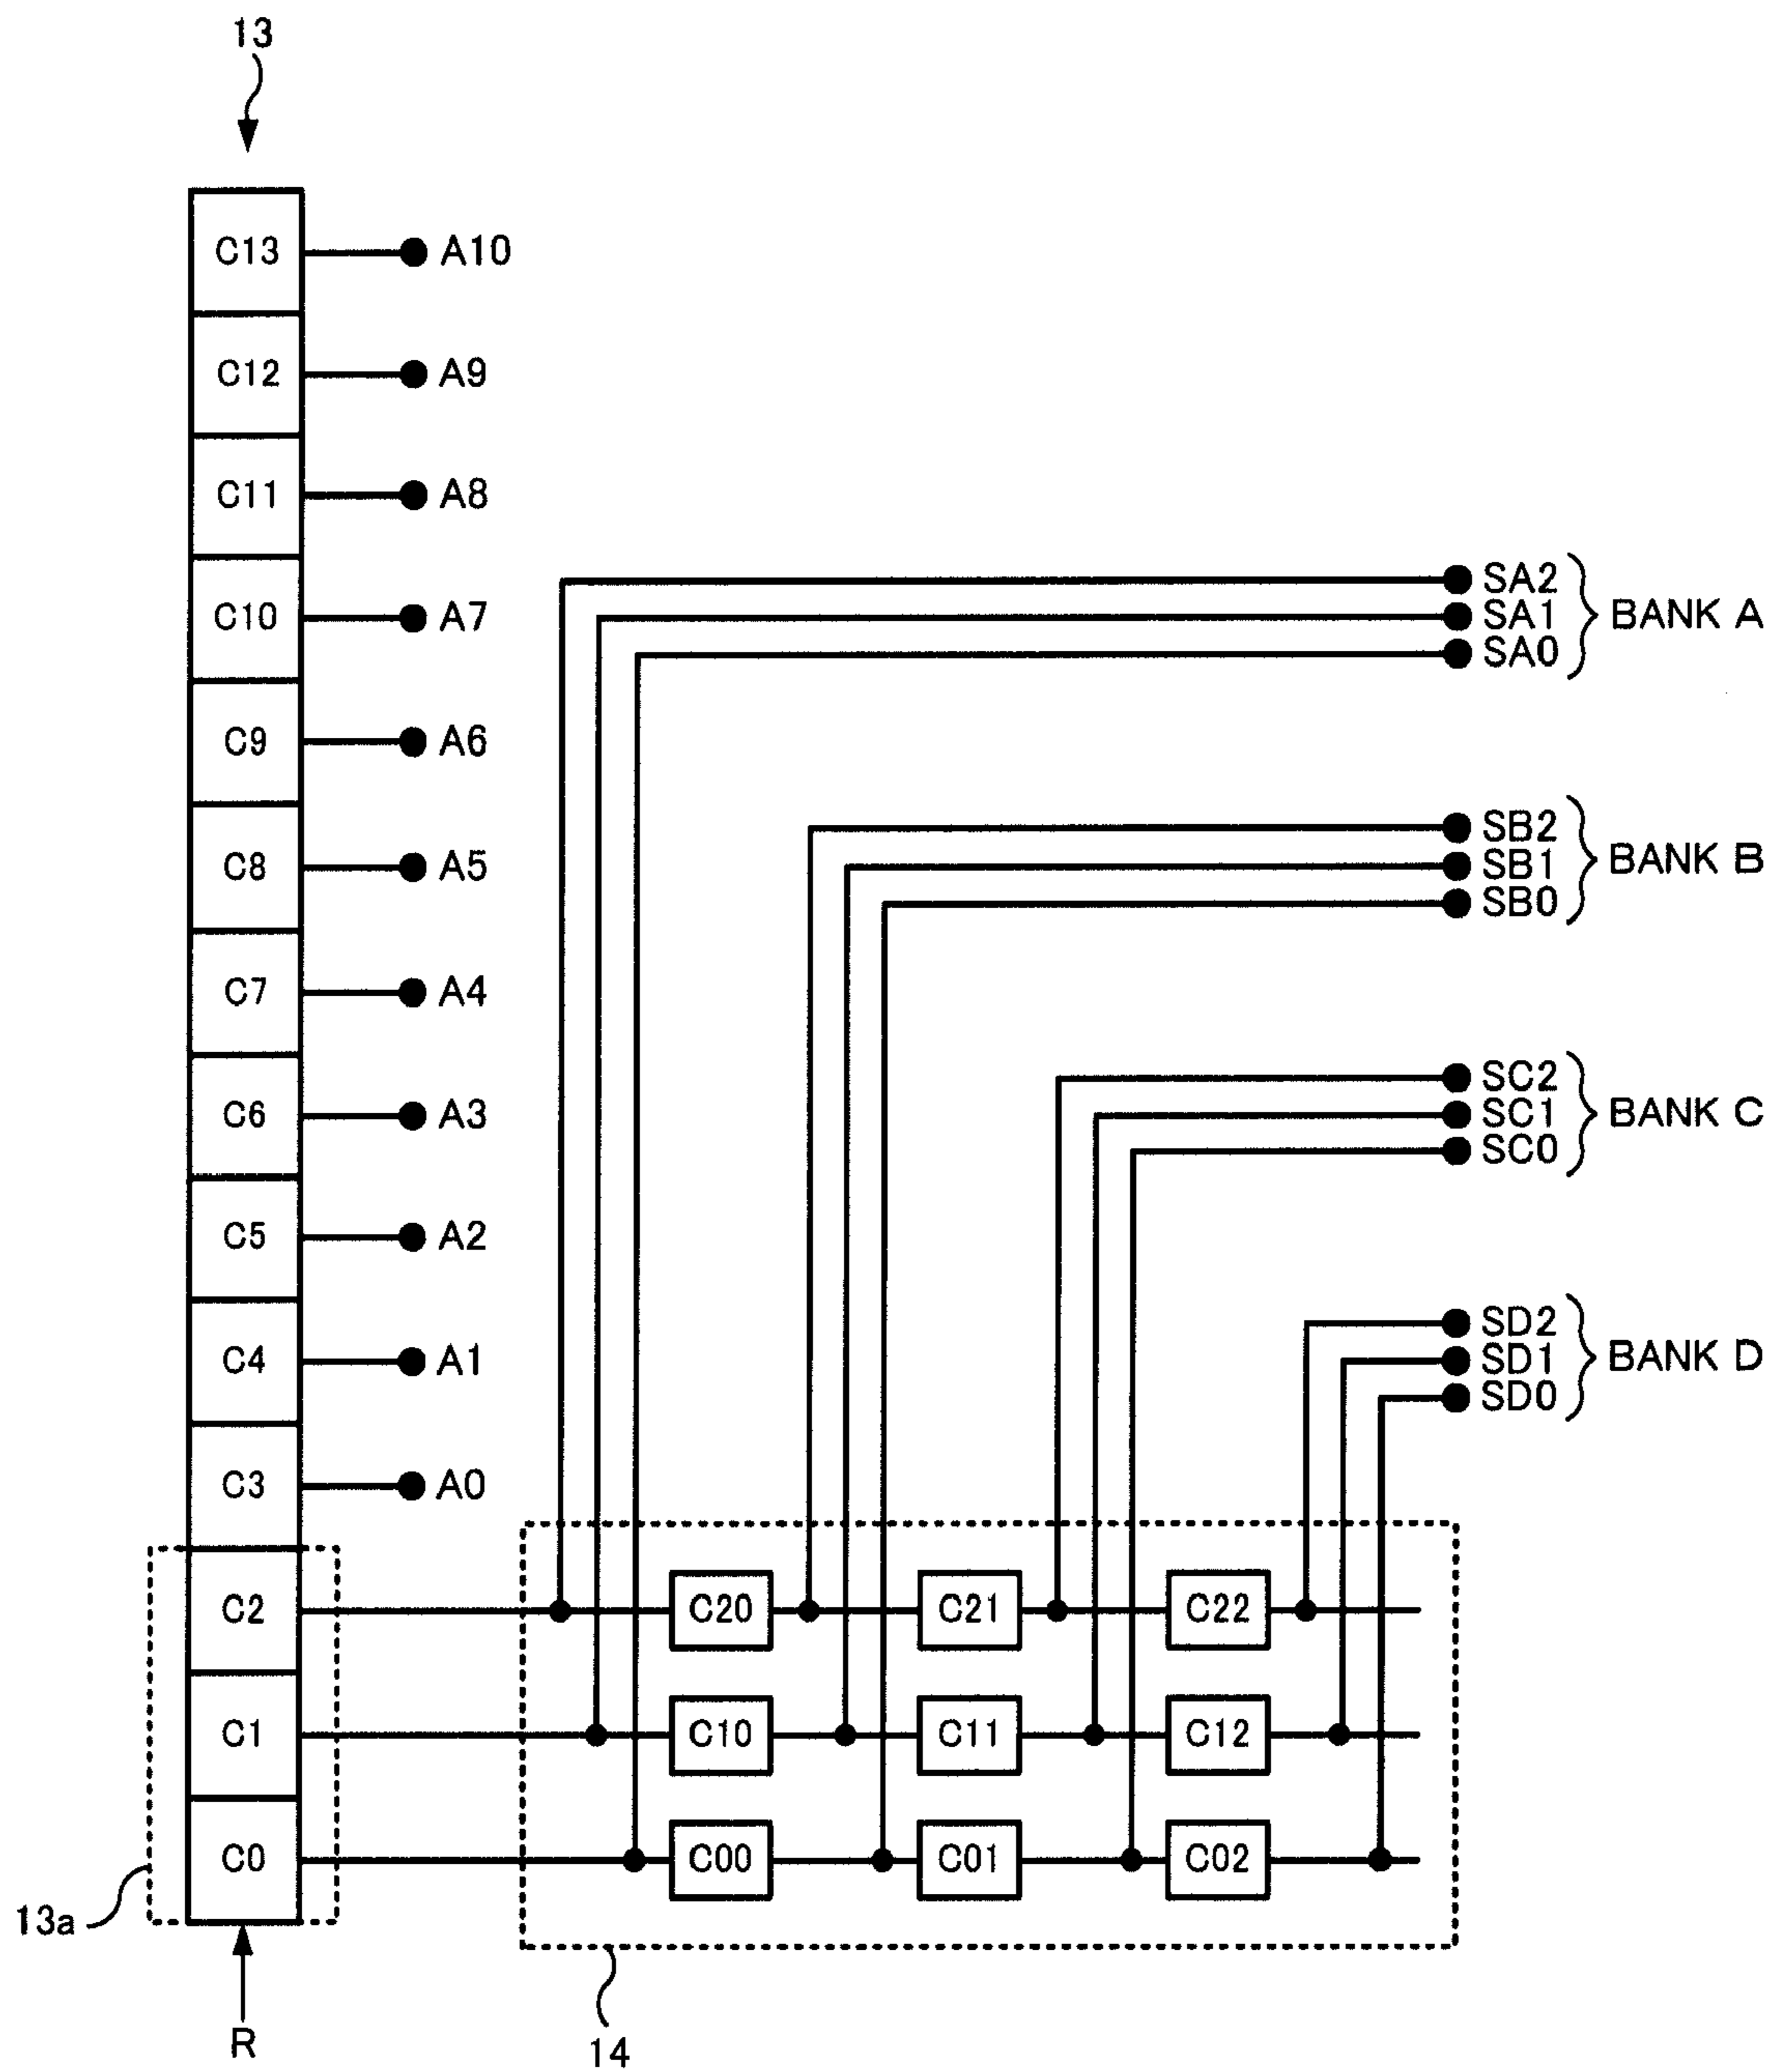 13
C13 A10
C12 A9
C11 A8
C10 A7
C9 A6
C8 A5
C7 A4
C6 A3
C5 A2
C4 A1
C3 A0
C2
C1
C0
13a
R
SA2
SA1 BANK A
SA0
SB2
SB1 BANK B
SB0
SC2
SC1 BANK C
SC0
SD2
SD1 BANK D
SD0
C20 C21 C22
C10 C11 C12
C00 C01 C02
14